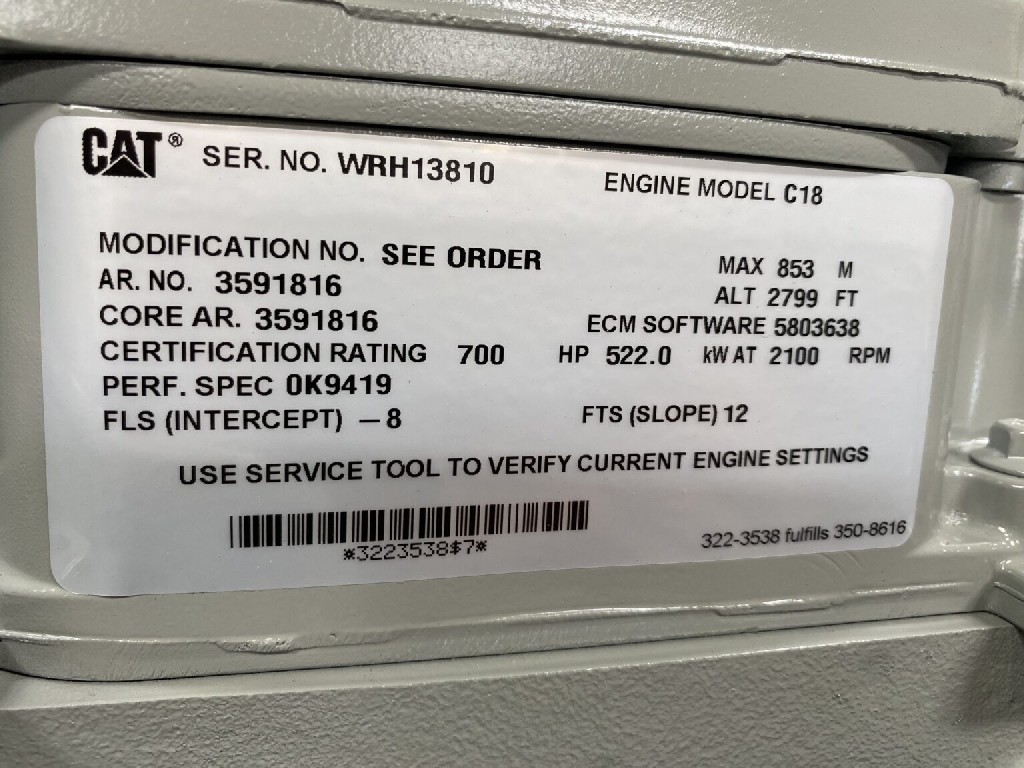 CAT® SER. NO. WRH13810 ENGINE MODEL C18
MODIFICATION NO. SEE ORDER MAX 853 M
AR. NO. 3591816 ALT 2799 FT
CORE AR. 3591816 ECM SOFTWARE 5803638
CERTIFICATION RATING 700 HP 522.0 kW AT 2100 RPM
PERF. SPEC 0K9419
FLS (INTERCEPT) –8 FTS (SLOPE) 12
USE SERVICE TOOL TO VERIFY CURRENT ENGINE SETTINGS
*3223538$7*
322-3538 fulfills 350-8616